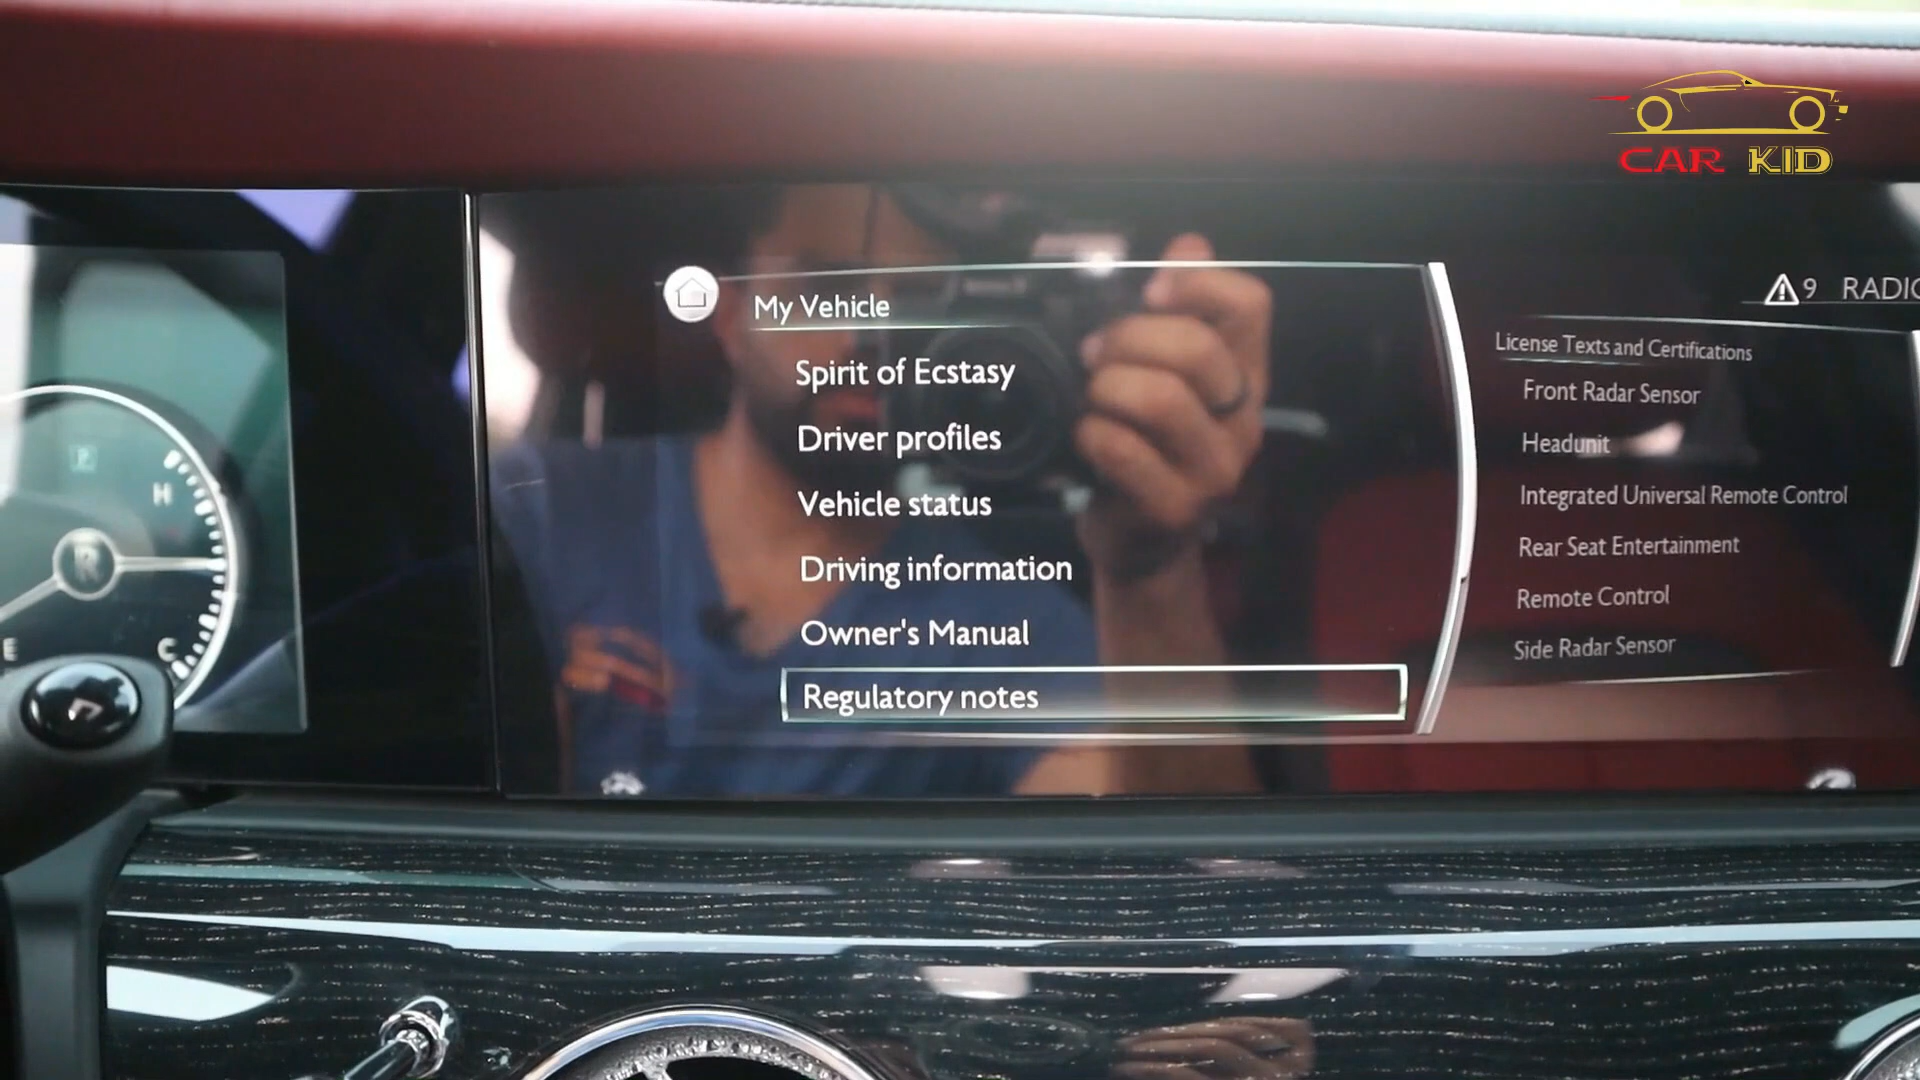 CAR KID
P
H
C
E
R
My Vehicle
Spirit of Ecstasy
Driver profiles
Vehicle status
Driving information
Owner's Manual
Regulatory notes
9 RADIO
License Texts and Certifications
Front Radar Sensor
Headunit
Integrated Universal Remote Control
Rear Seat Entertainment
Remote Control
Side Radar Sensor